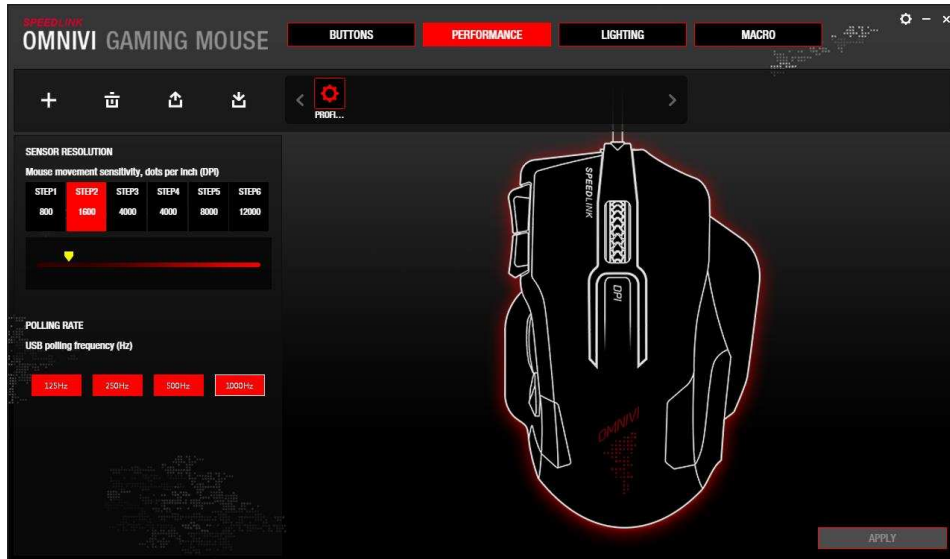 SPEEDLINK
OMNIVI GAMING MOUSE
BUTTONS
PERFORMANCE
LIGHTING
MACRO
PROFI...
SENSOR RESOLUTION
Mouse movement sensitivity, dots per inch (DPI)
STEP1 STEP2 STEP3 STEP4 STEP5 STEP6
800 1600 4000 4000 8000 12000
POLLING RATE
USB polling frequency (Hz)
125Hz 250Hz 500Hz 1000Hz
SPEEDLINK
DPI
OMNIVI
APPLY